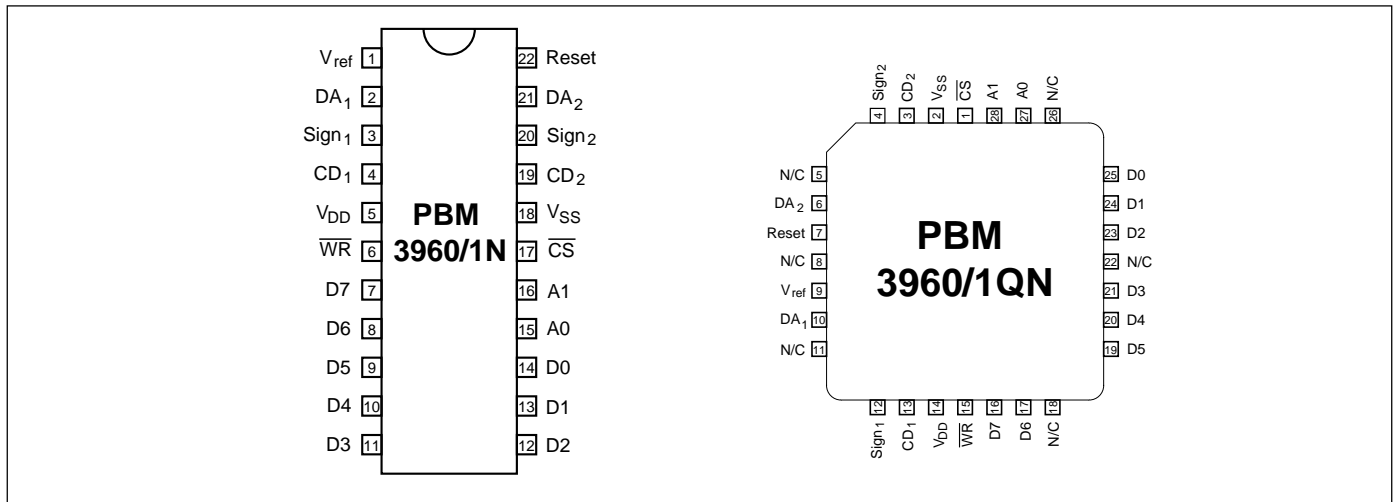 V ref 1
22 Reset
DA1 2
21 DA2
Sign1 3
20 Sign2
CD1 4
19 CD2
VDD 5
18 VSS
WR 6
17 CS
D7 7
16 A1
D6 8
15 A0
D5 9
14 D0
D4 10
13 D1
D3 11
12 D2
PBM
3960/1N
Sign2
CD2
VSS
CS
A1
A0
N/C
4
3
2
1
28
27
26
N/C 5
DA2 6
Reset 7
N/C 8
Vref 9
DA1 10
N/C 11
PBM
3960/1QN
25 D0
24 D1
23 D2
22 N/C
21 D3
20 D4
19 D5
12
13
14
15
16
17
18
Sign1
CD1
VDD
WR
D7
D6
N/C